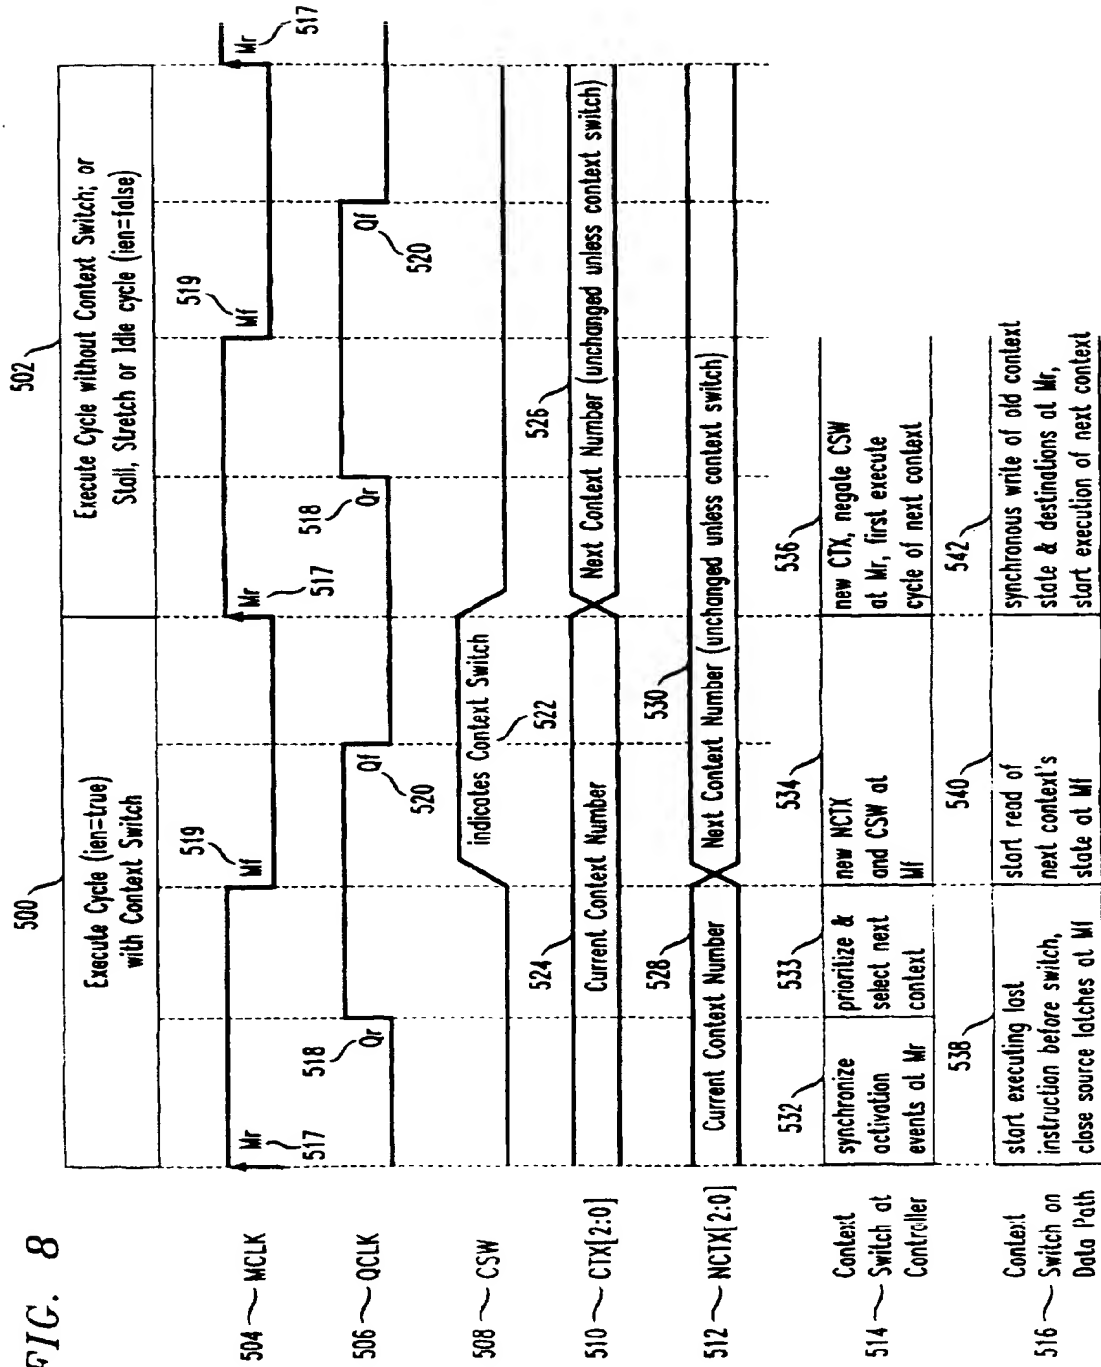 FIG. 8
500
Execute Cycle (ien=true)
with Context Switch
502
Execute Cycle without Context Switch; or
Stall, Stretch or Idle cycle (ien=false)
504 MCLK
Mr
517
519
Mf
Mr
517
519
Mf
Mr
517
506 QCLK
518
Qr
Qf
520
518
Qr
Qf
520
508 CSW
indicates Context Switch
522
510 CTX[2:0]
524
Current Context Number
526
Next Context Number (unchanged unless context switch)
512 NCTX[2:0]
528
Current Context Number
530
Next Context Number (unchanged unless context switch)
514
Context
Switch at
Controller
532
synchronize
activation
events at Mr
533
prioritize &
select next
context
534
new NCTX
and CSW at
Mf
536
new CTX, negate CSW
at Mr, first execute
cycle of next context
516
Context
Switch on
Data Path
538
start executing last
instruction before switch,
close source latches at Mf
540
start read of
next context's
state at Mf
542
synchronous write of old context
state & destinations at Mr,
start execution of next context